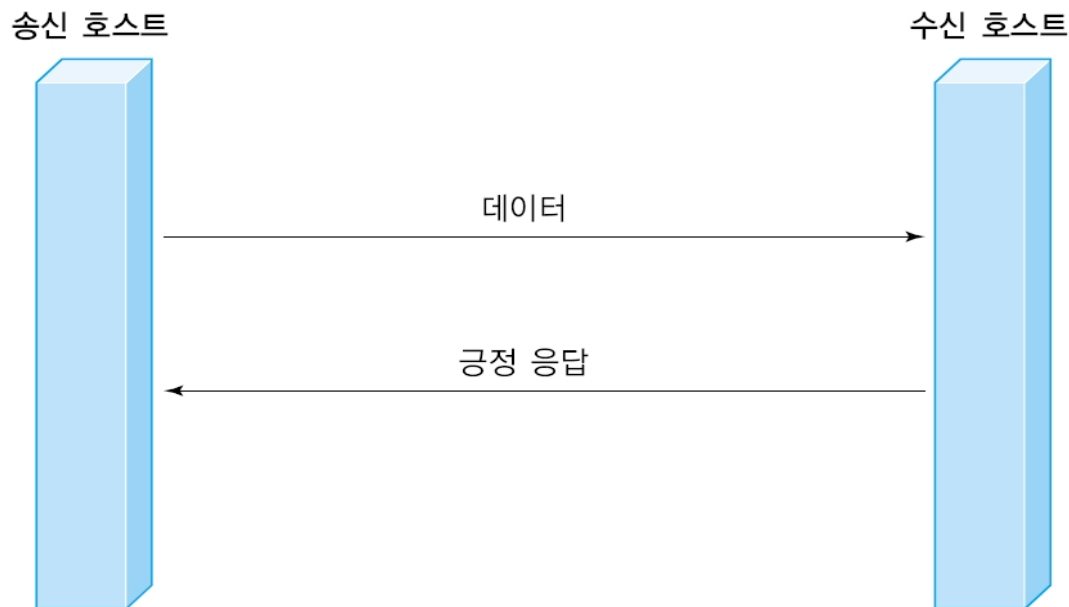 송신 호스트
수신 호스트
데이터
긍정 응답